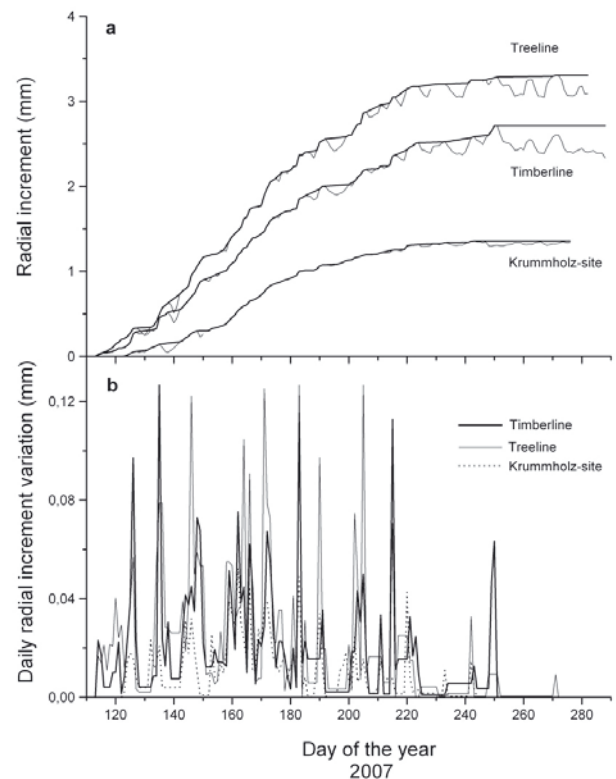 a
4
3
2
1
0
Radial increment (mm)
Treeline
Timberline
Krummholz-site
b
0,12
0,08
0,04
0,00
Daily radial increment variation (mm)
Timberline
Treeline
Krummholz-site
120 140 160 180 200 220 240 260 280
Day of the year
2007